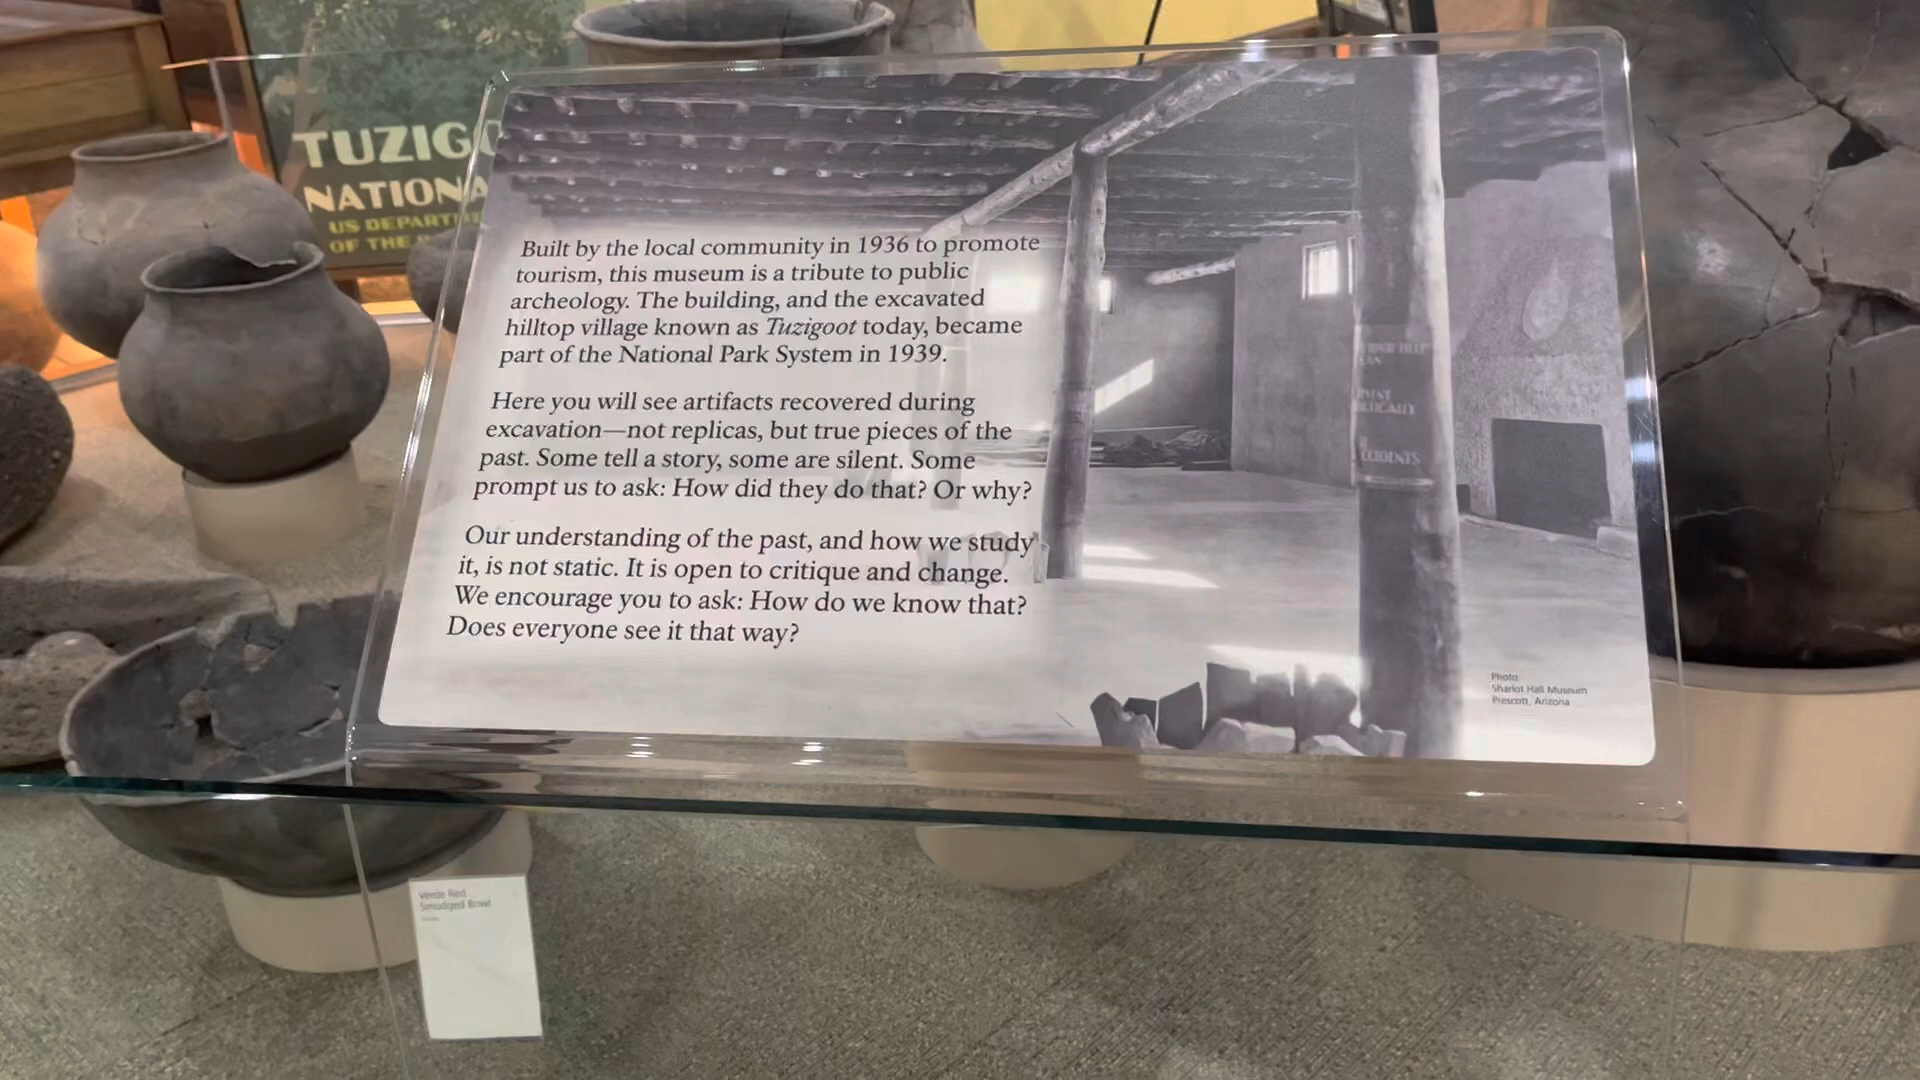 TUZIG
NATIONA
US DEPARTM
OF THE
Built by the local community in 1936 to promote
tourism, this museum is a tribute to public
archeology. The building, and the excavated
hilltop village known as Tuzigoot today, became
part of the National Park System in 1939.
Here you will see artifacts recovered during
excavation—not replicas, but true pieces of the
past. Some tell a story, some are silent. Some
prompt us to ask: How did they do that? Or why?
Our understanding of the past, and how we study
it, is not static. It is open to critique and change.
We encourage you to ask: How do we know that?
Does everyone see it that way?
Photo:
Sharlot Hall Museum
Prescott, Arizona
Verde Red
Smudged Bowl